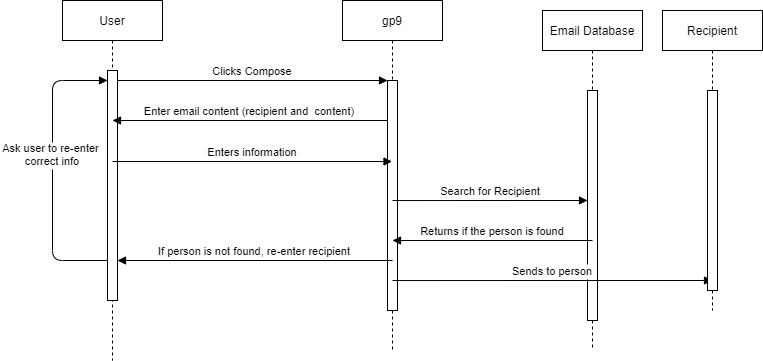 User
gp9
Email Database
Recipient
Clicks Compose
Enter email content (recipient and  content)
Ask user to re-enter
correct info
Enters information
Search for Recipient
Returns if the person is found
If person is not found, re-enter recipient
Sends to person